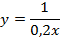 y = 1/0,2x